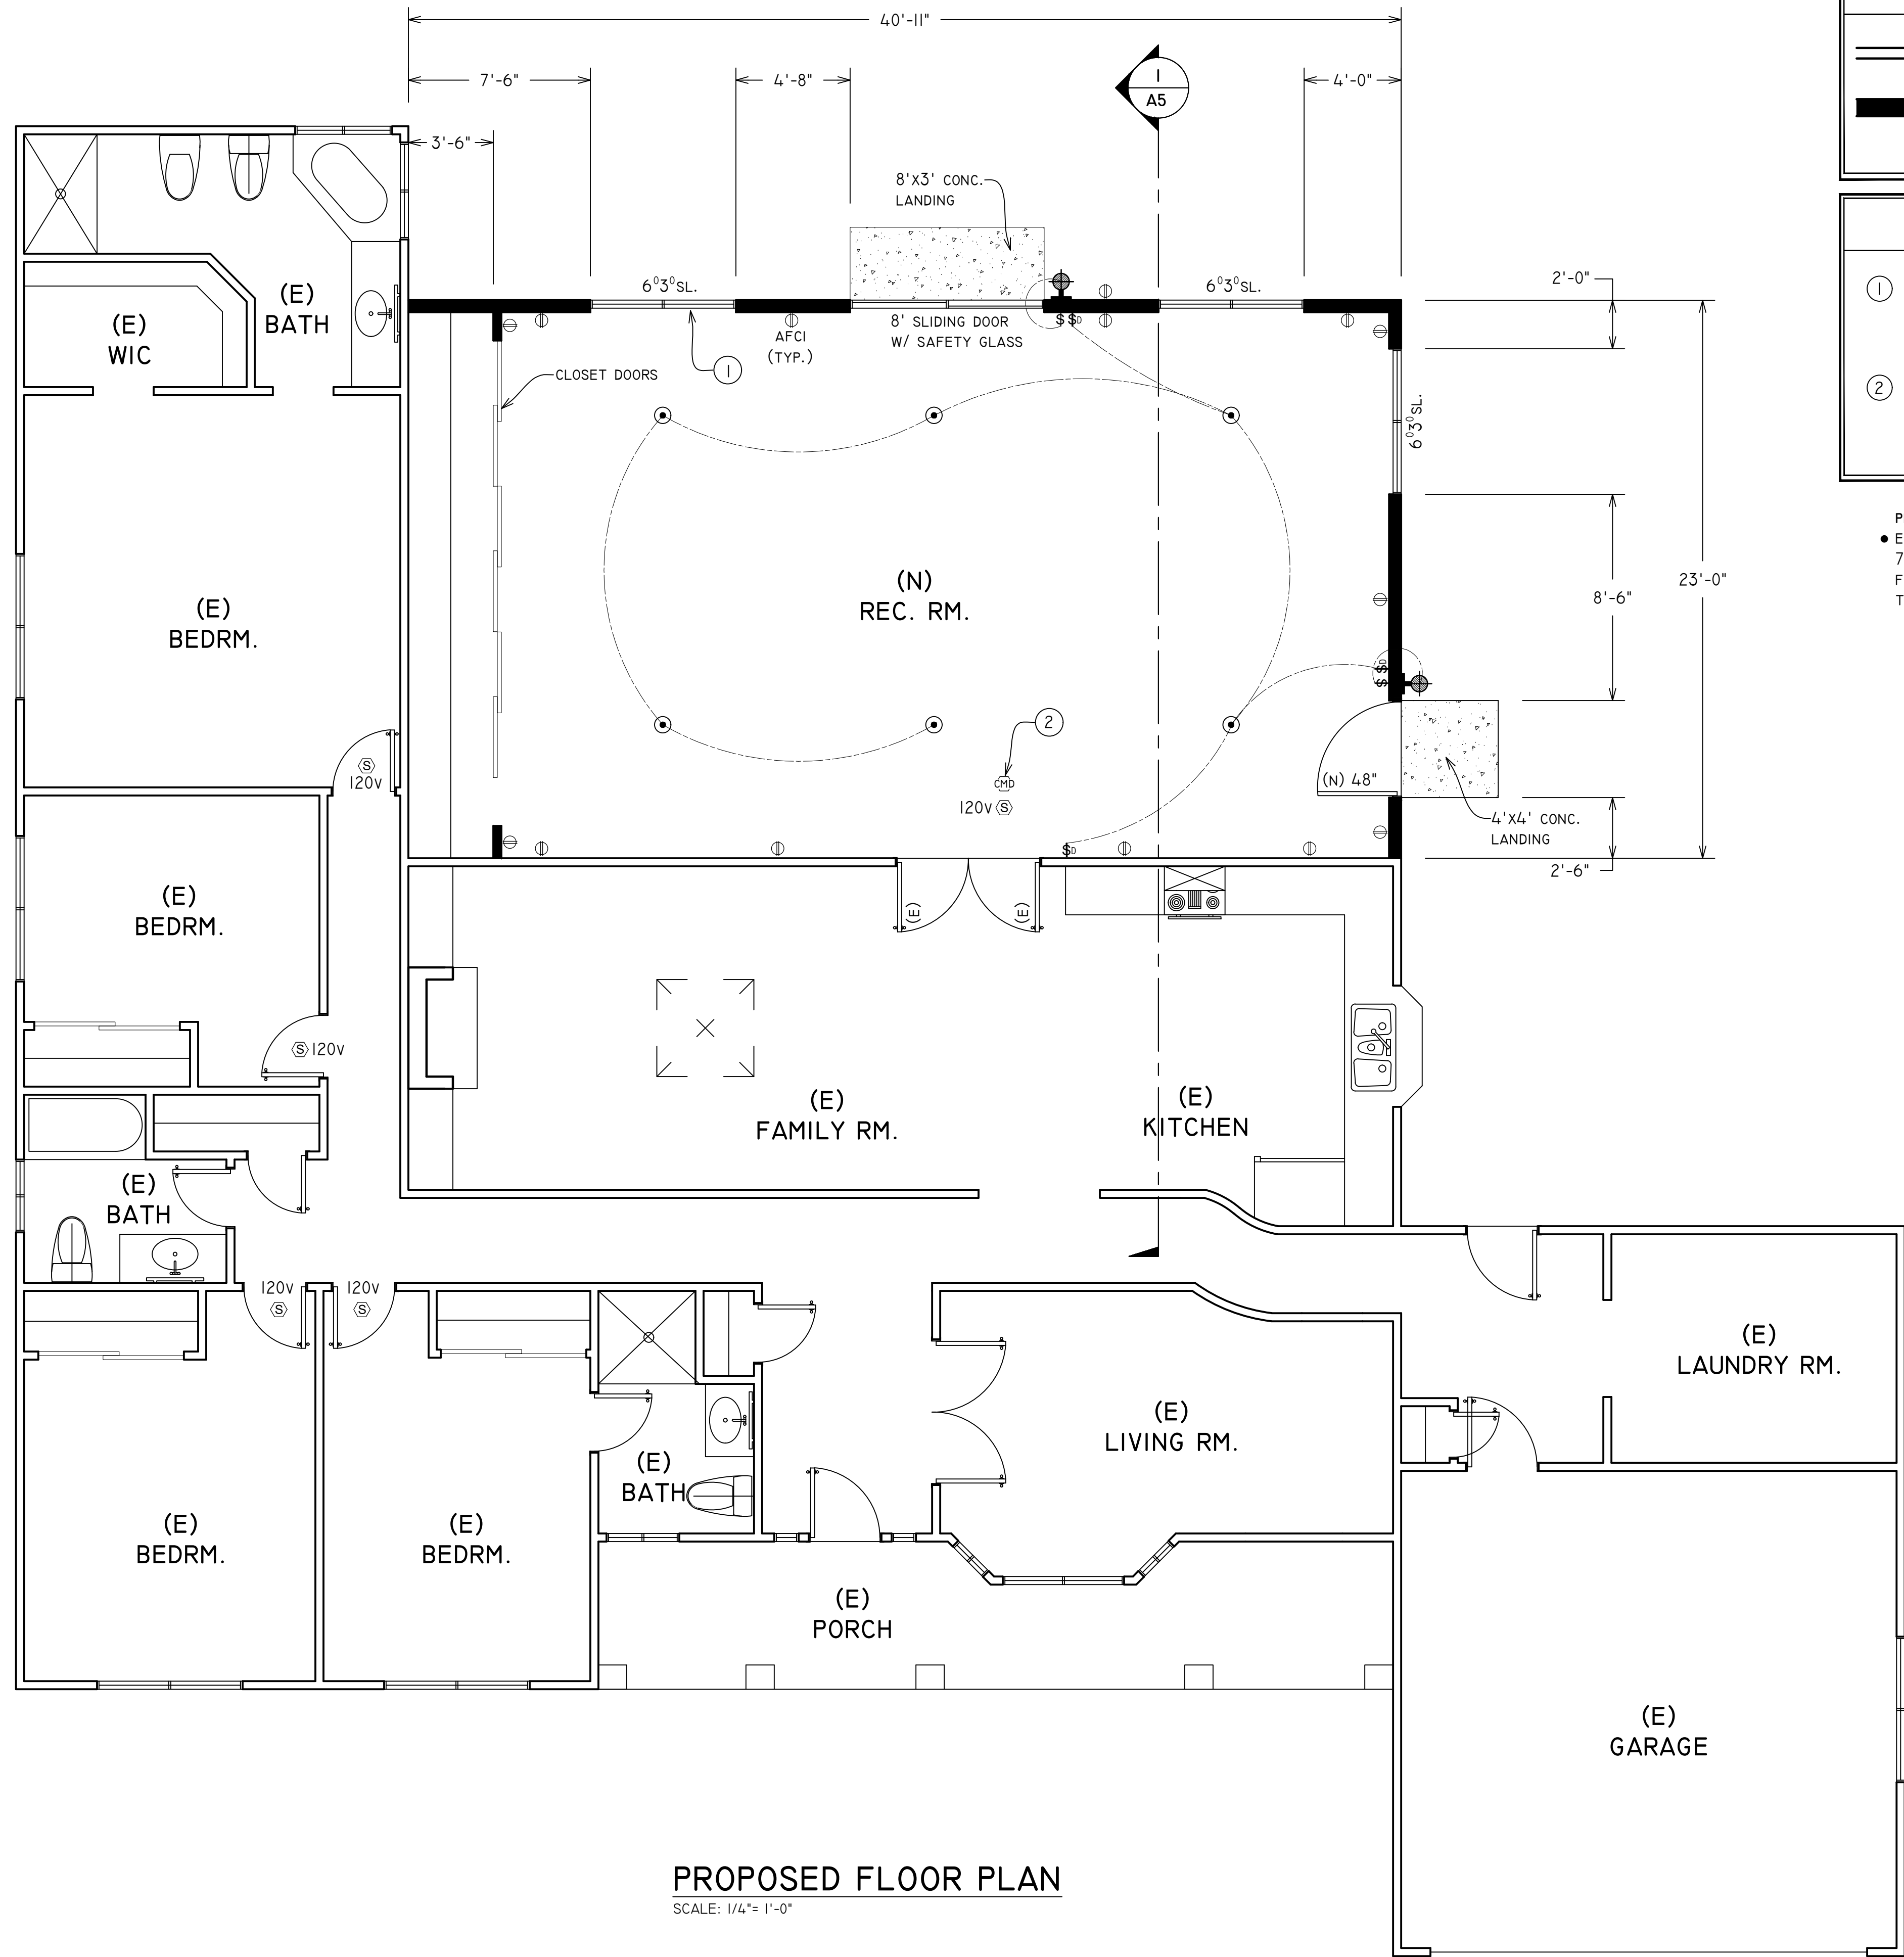 40'-11"
7'-6"
4'-8"
4'-0"
1
A5
3'-6"
8'X3' CONC.
LANDING
6⁰3⁰SL.
6⁰3⁰SL.
2'-0"
1
8' SLIDING DOOR
W/ SAFETY GLASS
$ $D
AFCI
(TYP.)
(E)
BATH
(E)
WIC
1
CLOSET DOORS
2
6⁰3⁰SL.
P
E
7
F
T
(N)
REC. RM.
23'-0"
8'-6"
(E)
BEDRM.
$ $D
2
S
120V
CMD
120V S
(N) 48"
4'X4' CONC.
LANDING
$D
2'-6"
(E)
BEDRM.
(E)
(E)
S 120V
(E)
FAMILY RM.
(E)
KITCHEN
(E)
BATH
120V
S
120V
S
(E)
LAUNDRY RM.
(E)
LIVING RM.
(E)
BATH
(E)
BEDRM.
(E)
BEDRM.
(E)
PORCH
(E)
GARAGE
PROPOSED FLOOR PLAN
SCALE: 1/4"= 1'-0"